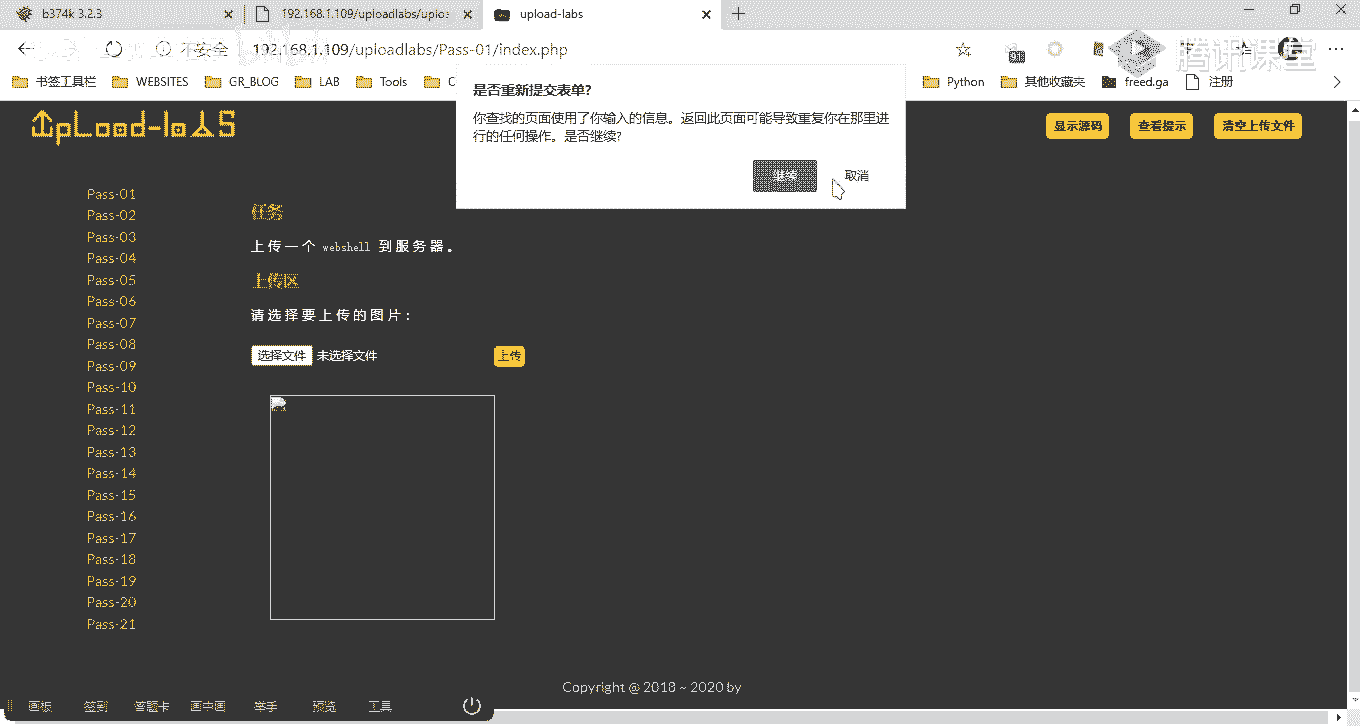 b374k 3.2.3
192.168.1.109/uploadlabs/uploa
upload-labs
不安全
192.168.1.109/uploadlabs/Pass-01/index.php
腾讯课堂
书签工具栏
WEBSITES
GR_BLOG
LAB
Tools
Python
其他收藏夹
freed.ga
注册
是否重新提交表单?
你查找的页面使用了你输入的信息。返回此页面可能导致重复你在那里进
行的任何操作。是否继续?
继续
取消
UpLoad-labs
显示源码
查看提示
清空上传文件
Pass-01
Pass-02
Pass-03
Pass-04
Pass-05
Pass-06
Pass-07
Pass-08
Pass-09
Pass-10
Pass-11
Pass-12
Pass-13
Pass-14
Pass-15
Pass-16
Pass-17
Pass-18
Pass-19
Pass-20
Pass-21
任务
上传一个 webshell 到服务器。
上传区
请选择要上传的图片：
选择文件 未选择文件
上传
Copyright @ 2018 ~ 2020 by
画板
签到
答题卡
画中画
举手
预览
工具